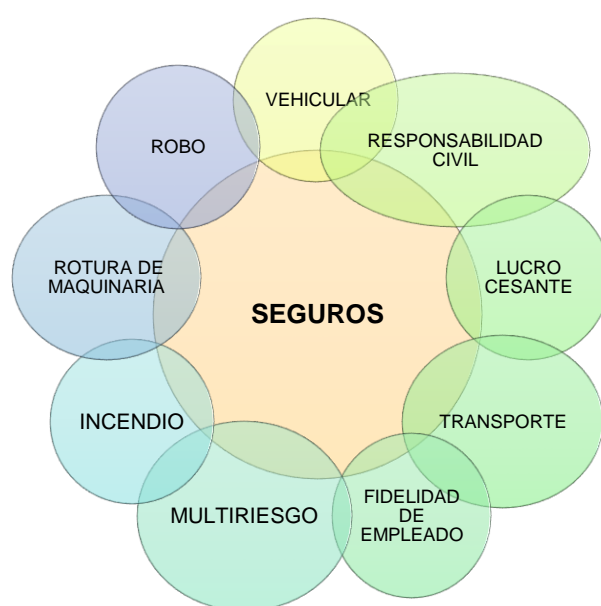 VEHICULAR
RESPONSABILIDAD
CIVIL
LUCRO
CESANTE
TRANSPORTE
FIDELIDAD
DE
EMPLEADO
MULTIRIESGO
INCENDIO
ROTURA DE
MAQUINARIA
ROBO
SEGUROS